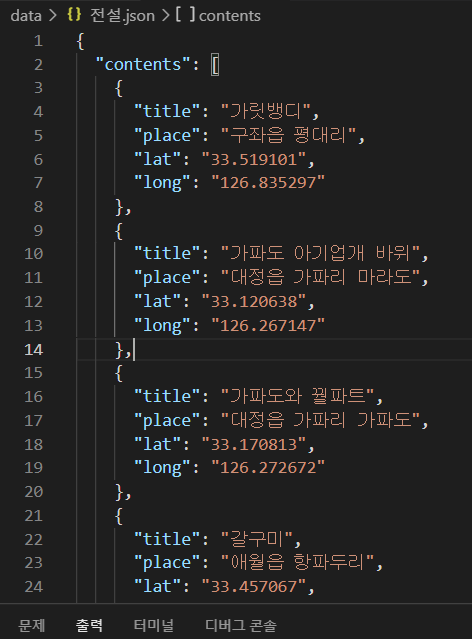 data > {} 전설.json > [ ] contents
1 {
2 "contents": [
3 {
4 "title": "가릿뱅디",
5 "place": "구좌읍 평대리",
6 "lat": "33.519101",
7 "long": "126.835297"
8 },
9 {
10 "title": "가파도 아기업개 바위",
11 "place": "대정읍 가파리 마라도",
12 "lat": "33.120638",
13 "long": "126.267147"
14 },
15 {
16 "title": "가파도와 꿜파트",
17 "place": "대정읍 가파리 가파도",
18 "lat": "33.170813",
19 "long": "126.272672"
20 },
21 {
22 "title": "갈구미",
23 "place": "애월읍 항파두리",
24 "lat": "33.457067",
문제 출력 터미널 디버그 콘솔